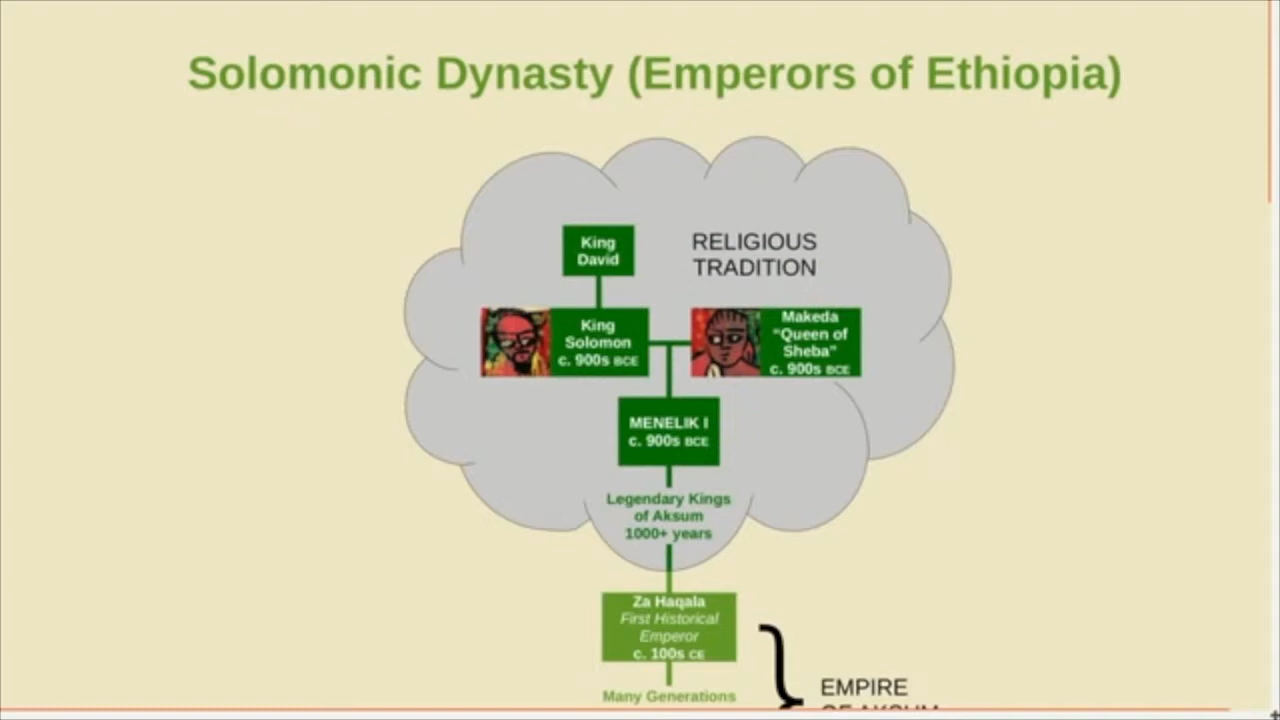 Solomonic Dynasty (Emperors of Ethiopia)
King
David
RELIGIOUS
TRADITION
King
Solomon
c. 900s BCE
Makeda
“Queen of
Sheba”
c. 900s BCE
MENELIK I
c. 900s BCE
Legendary Kings
of Aksum
1000+ years
Za Haqala
First Historical
Emperor
c. 100s CE
Many Generations
EMPIRE
OF AKSUM